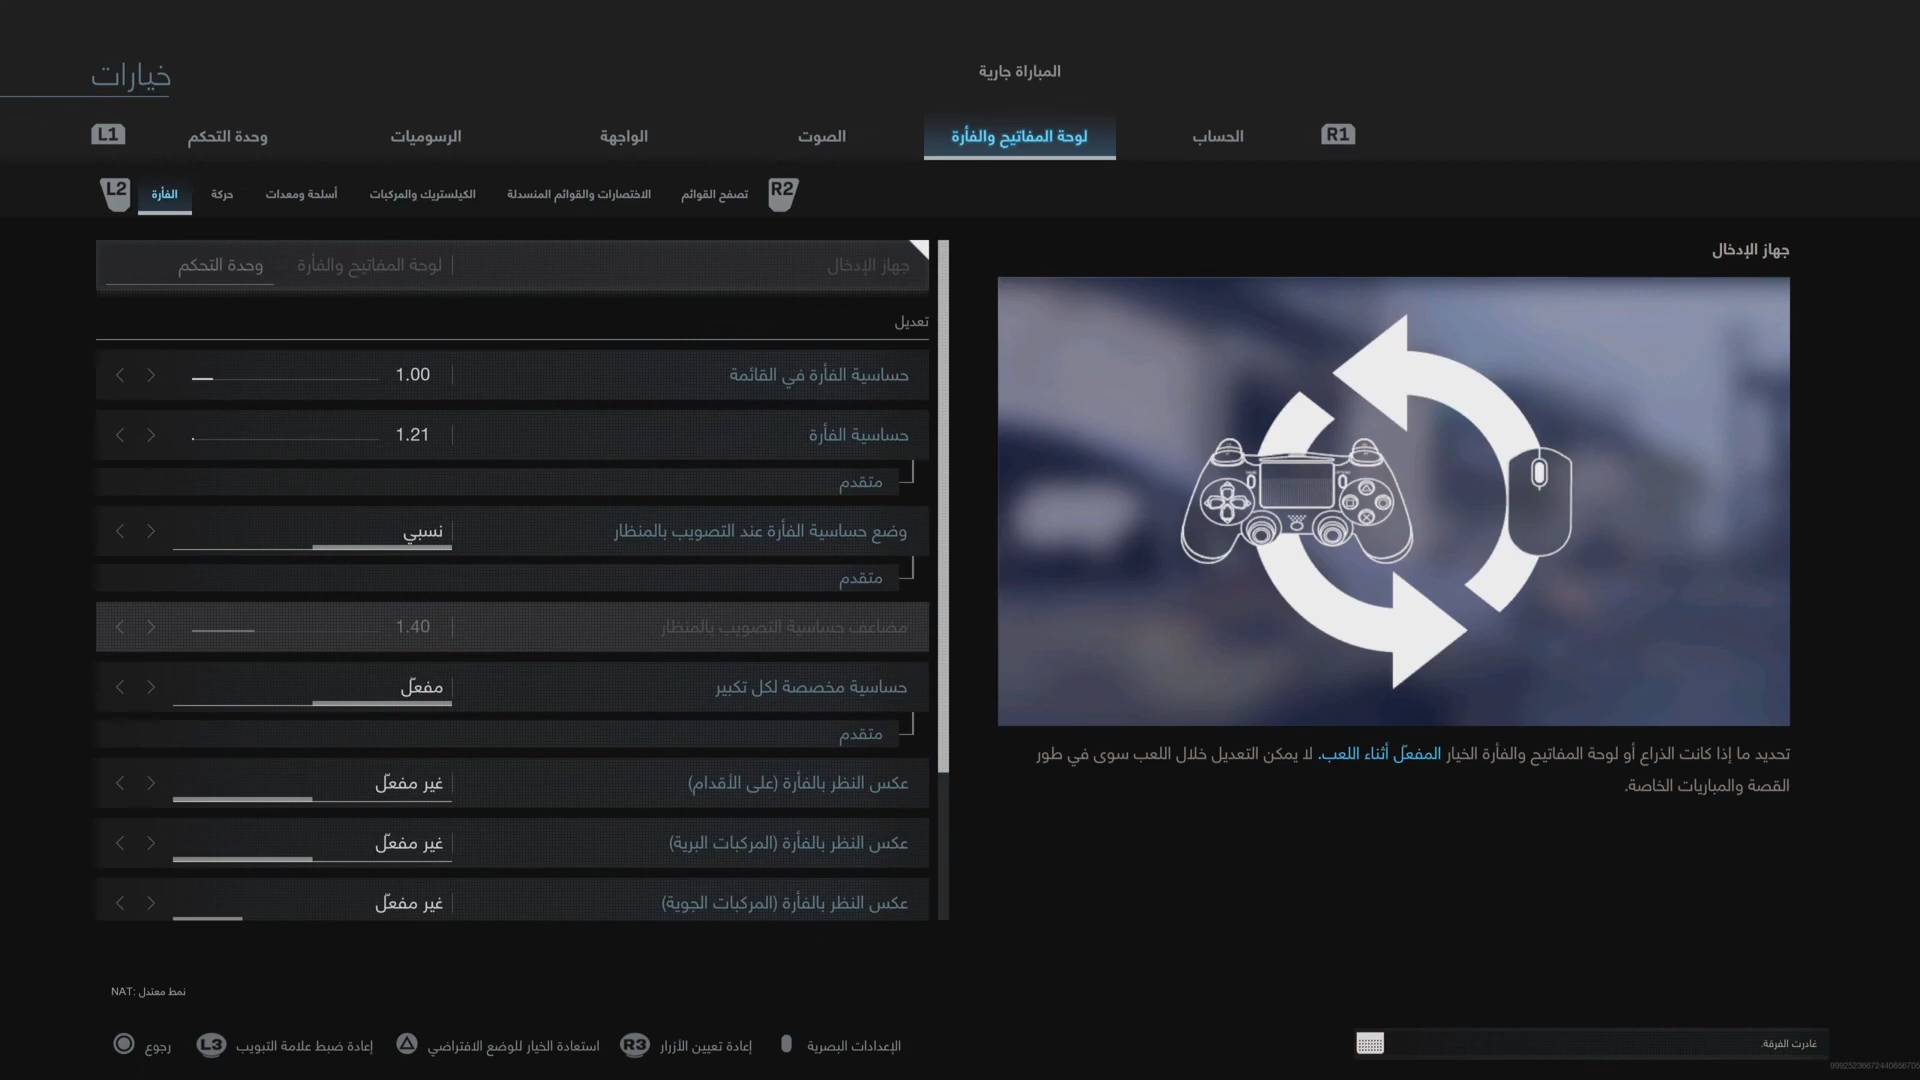 خيارات
المباراة جارية
L1 وحدة التحكم الرسوميات الواجهة الصوت لوحة المفاتيح والفأرة الحساب R1
L2 الفأرة حركة أسلحة ومعدات الكيلستريك والمركبات الاختصارات والقوائم المنسدلة تصفح القوائم R2
جهاز الإدخال لوحة المفاتيح والفأرة وحدة التحكم
تعديل
حساسية الفأرة في القائمة 1.00
حساسية الفأرة 1.21
متقدم
وضع حساسية الفأرة عند التصويب بالمنظار نسبي
متقدم
مضاعف حساسية التصويب بالمنظار 1.40
حساسية مخصصة لكل تكبير مفعّل
متقدم
عكس النظر بالفأرة (على الأقدام) غير مفعّل
عكس النظر بالفأرة (المركبات البرية) غير مفعّل
عكس النظر بالفأرة (المركبات الجوية) غير مفعّل
جهاز الإدخال
تحديد ما إذا كانت الذراع أو لوحة المفاتيح والفأرة الخيار المفعّل أثناء اللعب. لا يمكن التعديل خلال اللعب سوى في طور
القصة والمباريات الخاصة.
نمط معتدل :NAT
رجوع L3 إعادة ضبط علامة التبويب استعادة الخيار للوضع الافتراضي R3 إعادة تعيين الأزرار الإعدادات البصرية
غادرت الفرقة.